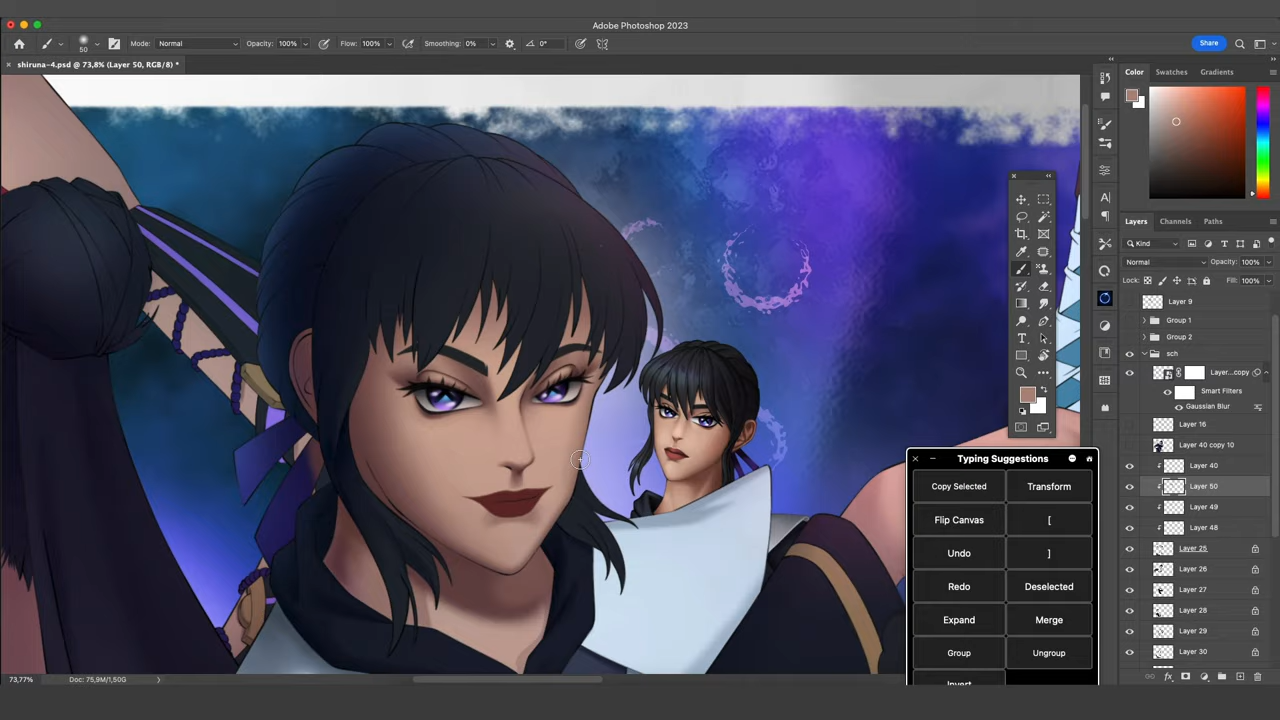 Adobe Photoshop 2023
50
Mode: Normal
Opacity: 100%
Flow: 100%
Smoothing: 0%
0°
Share
shiruna-4.psd @ 73,8% (Layer 50, RGB/8) *
Color
Swatches
Gradients
Layers
Channels
Paths
Kind
Normal
Opacity: 100%
Lock:
Fill: 100%
Layer 9
Group 1
Group 2
sch
Layer...copy
Smart Filters
Gaussian Blur
Layer 16
Layer 40 copy 10
Layer 40
Layer 50
Layer 49
Layer 48
Layer 25
Layer 26
Layer 27
Layer 28
Layer 29
Layer 30
Typing Suggestions
Copy Selected
Transform
Flip Canvas
[
Undo
]
Redo
Deselected
Expand
Merge
Group
Ungroup
Invert
73,77%
Doc: 75,9M/1,50G